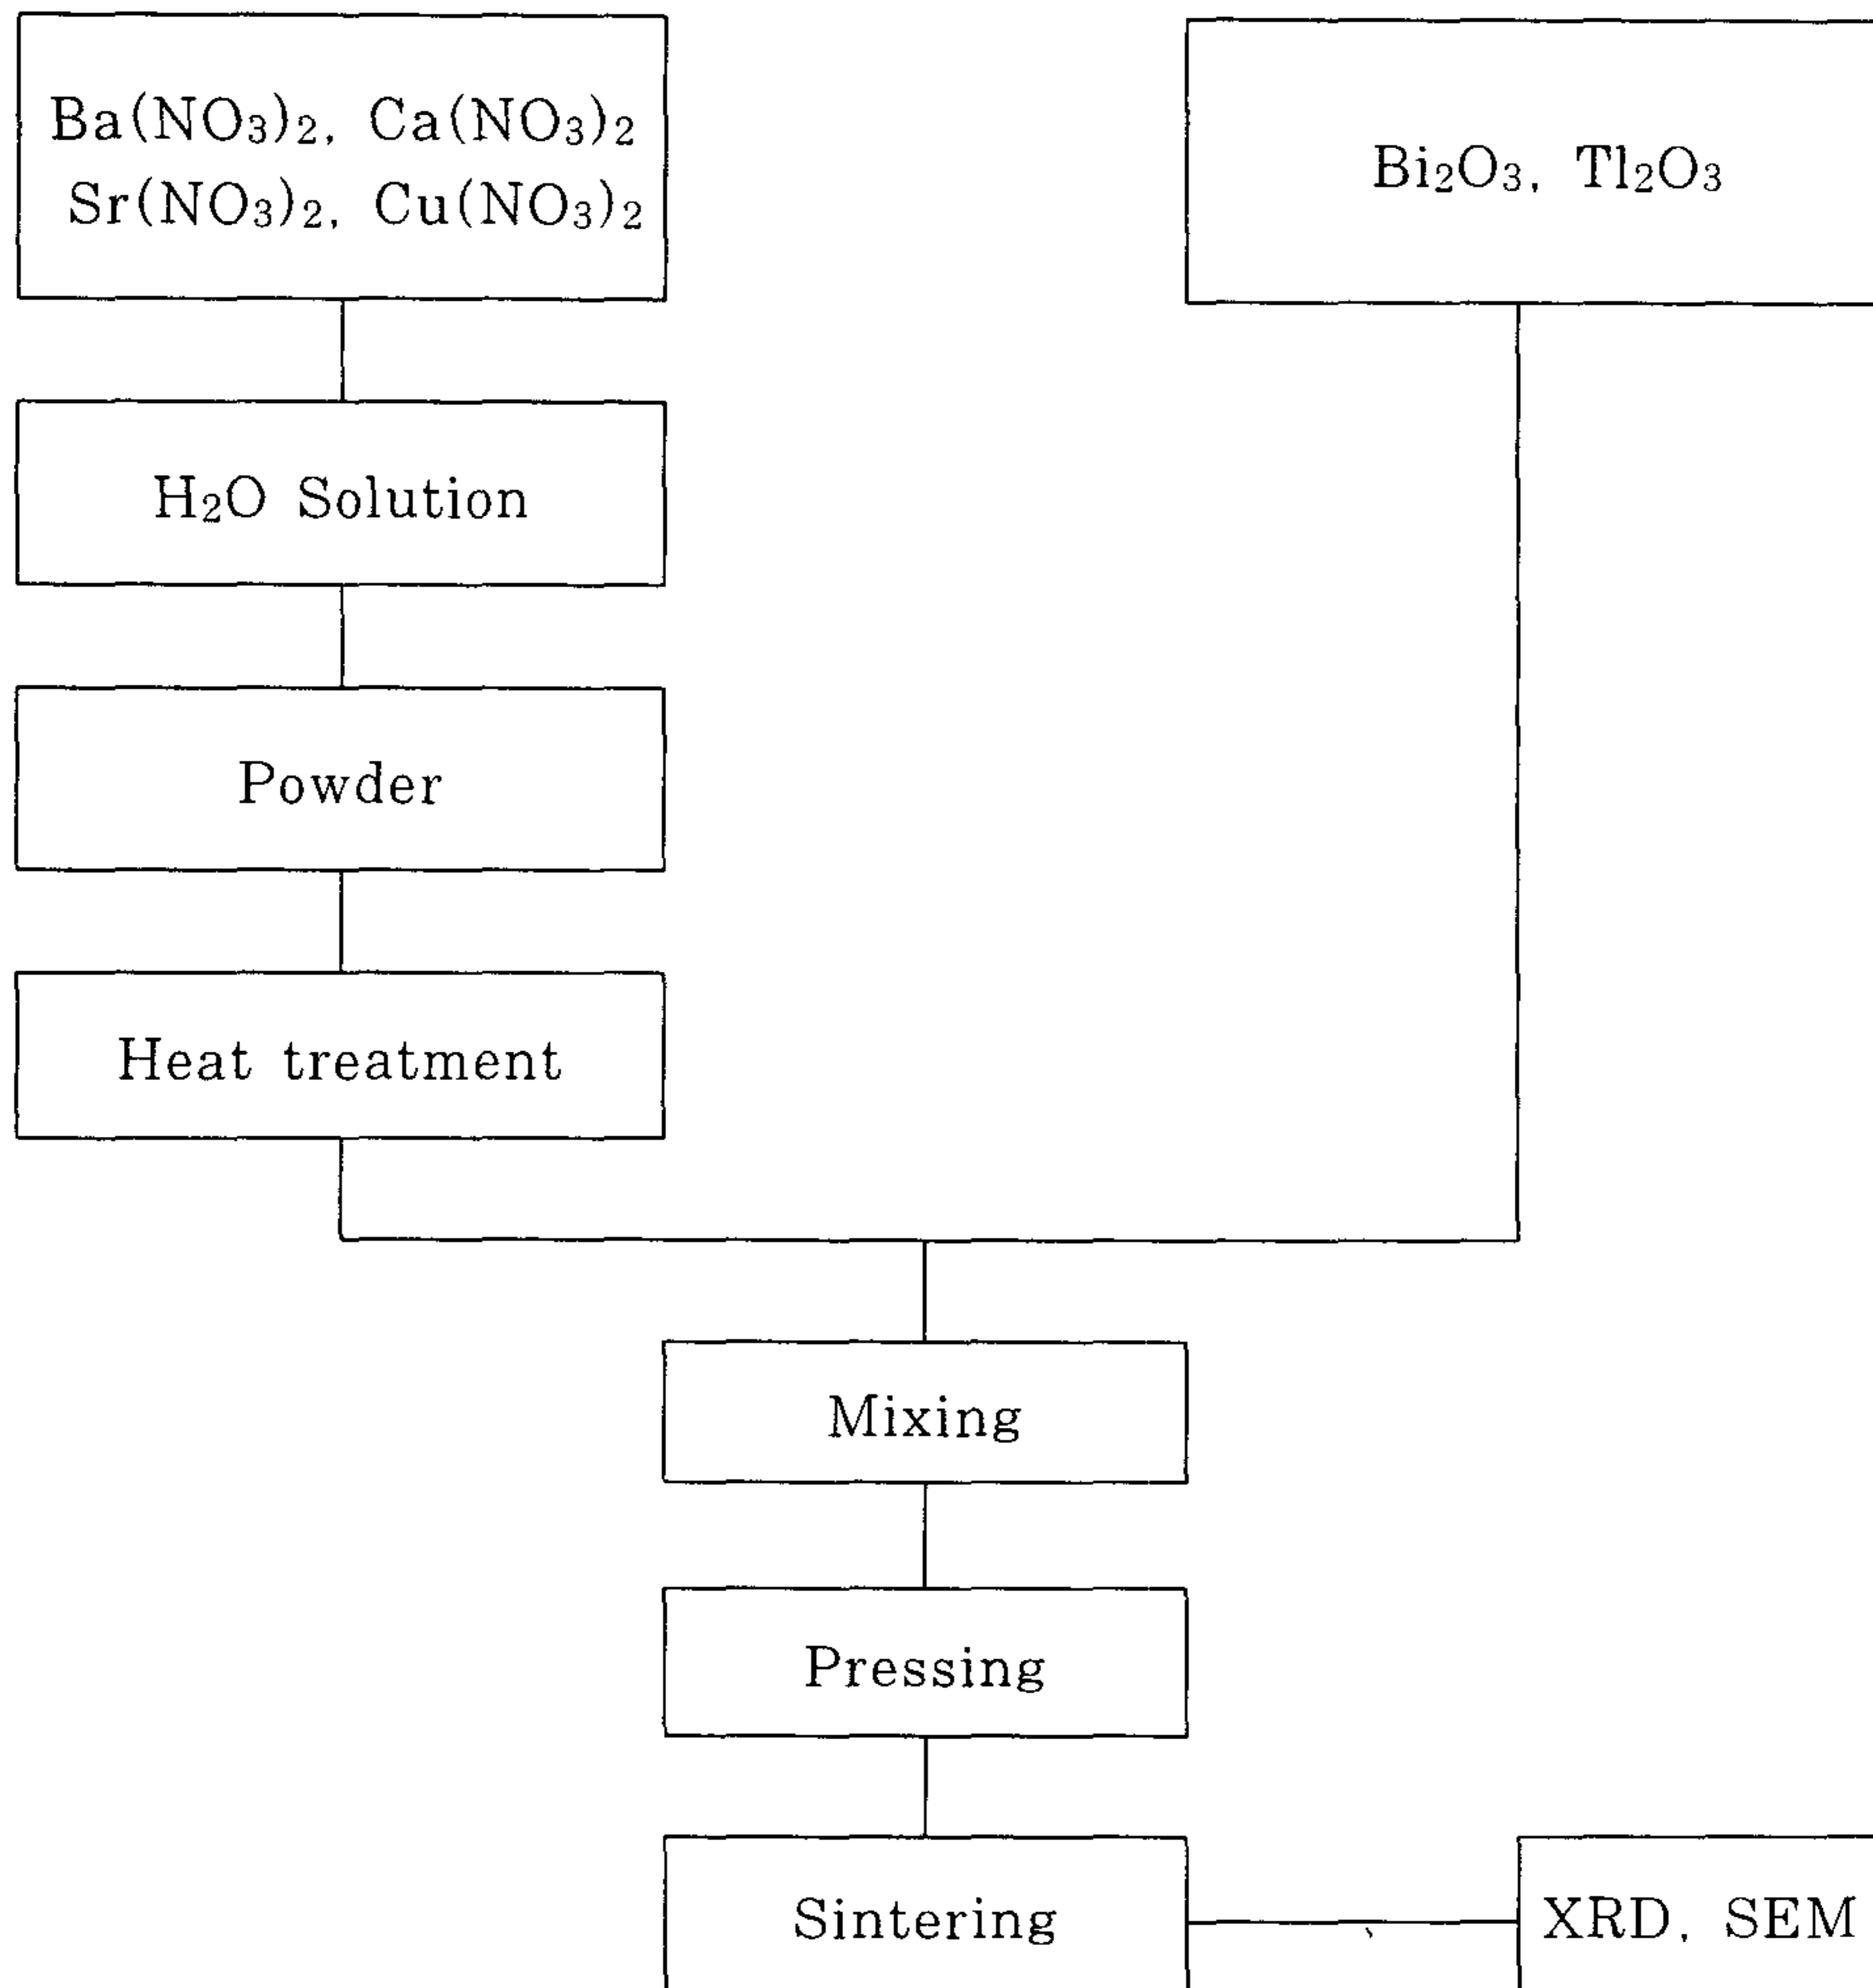 Ba(NO₃)₂, Ca(NO₃)₂
Sr(NO₃)₂, Cu(NO₃)₂
Bi₂O₃, Tl₂O₃
H₂O Solution
Powder
Heat treatment
Mixing
Pressing
Sintering
XRD, SEM